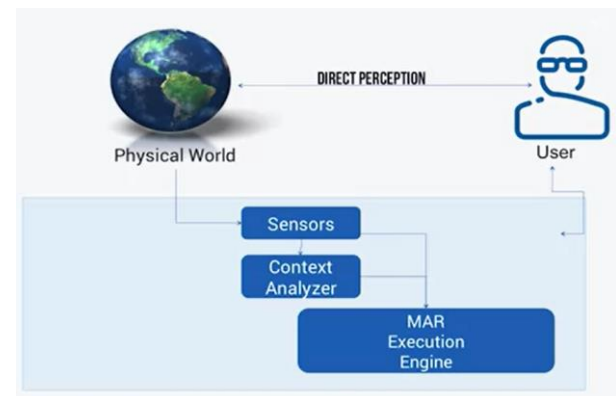 DIRECT PERCEPTION
Physical World
User
Sensors
Context
Analyzer
MAR
Execution
Engine